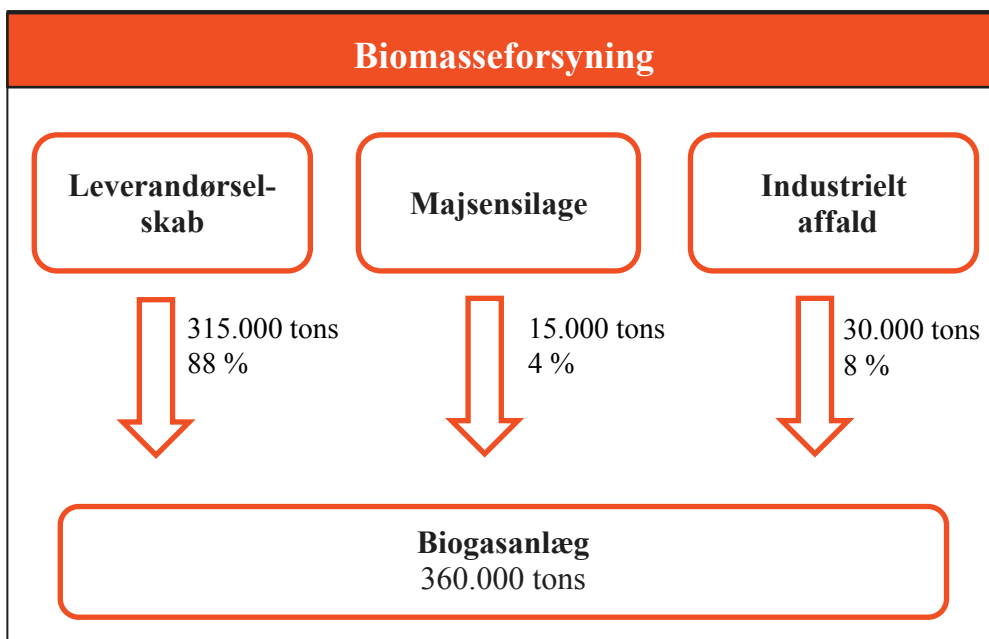 Biomasseforsyning
Leverandørsel-
skab
Majsensilage
Industrielt
affald
315.000 tons
88 %
15.000 tons
4 %
30.000 tons
8 %
Biogasanlæg
360.000 tons